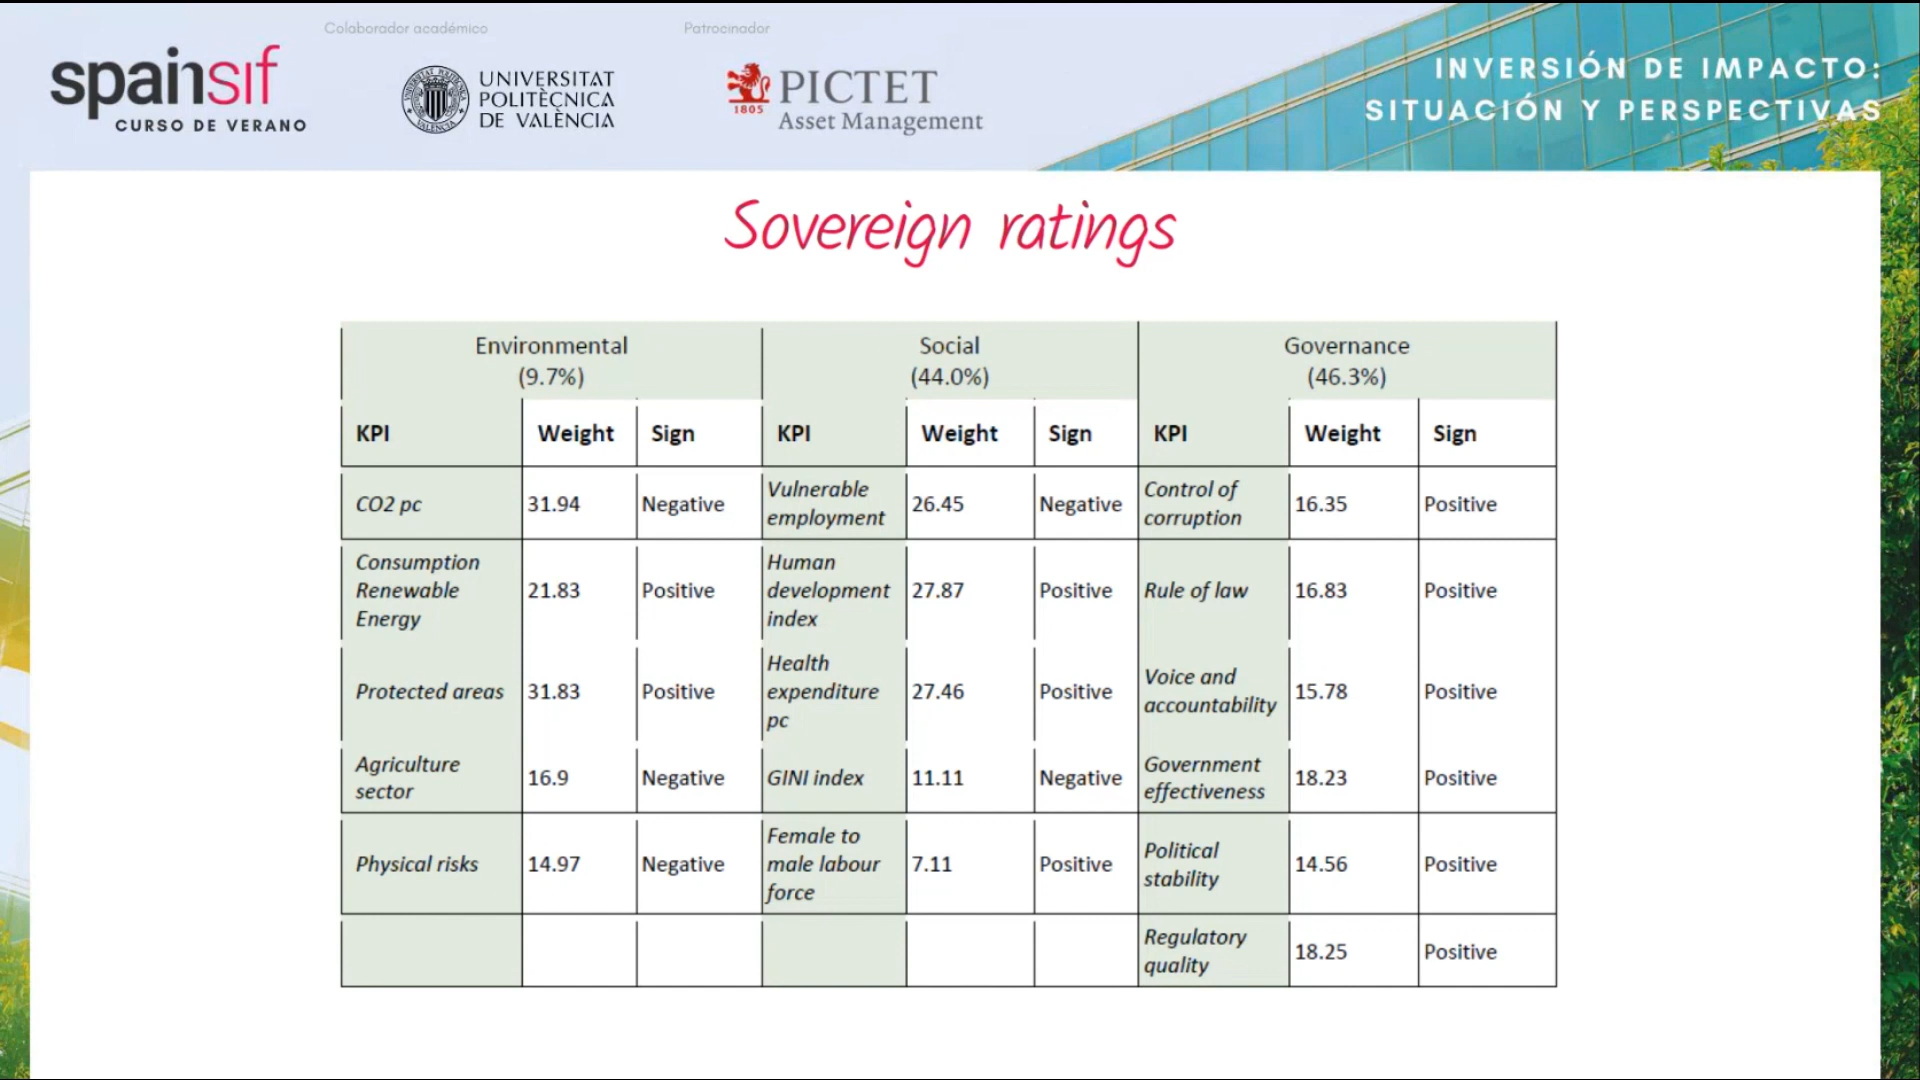 Colaborador académico
Patrocinador
spainsif
CURSO DE VERANO
UNIVERSITAT
POLITÈCNICA
DE VALÈNCIA
PICTET
1805
Asset Management
INVERSIÓN DE IMPACTO:
SITUACIÓN Y PERSPECTIVAS
Sovereign ratings
Environmental
(9.7%)
Social
(44.0%)
Governance
(46.3%)
KPI Weight Sign KPI Weight Sign KPI Weight Sign
CO2 pc 31.94 Negative
Vulnerable
employment
26.45 Negative
Control of
corruption
16.35 Positive
Consumption
Renewable
Energy
21.83 Positive
Human
development
index
27.87 Positive
Rule of law 16.83 Positive
Protected areas 31.83 Positive
Health
expenditure
pc
27.46 Positive
Voice and
accountability
15.78 Positive
Agriculture
sector
16.9 Negative
GINI index 11.11 Negative
Government
effectiveness
18.23 Positive
Physical risks 14.97 Negative
Female to
male labour
force
7.11 Positive
Political
stability
14.56 Positive
Regulatory
quality
18.25 Positive